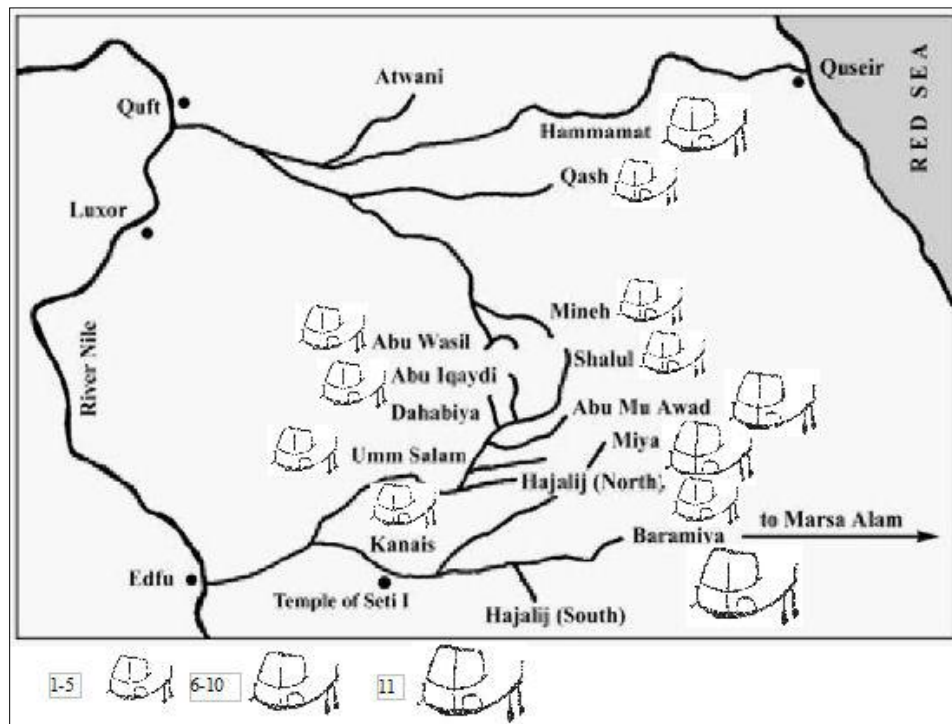 Atwani
Quseir
RED SEA
Quft
Hammamat
Qash
Luxor
Mineh
Abu Wasil
Shalul
River Nile
Abu Iqaydi
Dahabiya
Abu Mu Awad
Miya
Umm Salam
Hajalij (North)
to Marsa Alam
Kanais
Baramiya
Edfu
Temple of Seti I
Hajalij (South)
1-5
6-10
11